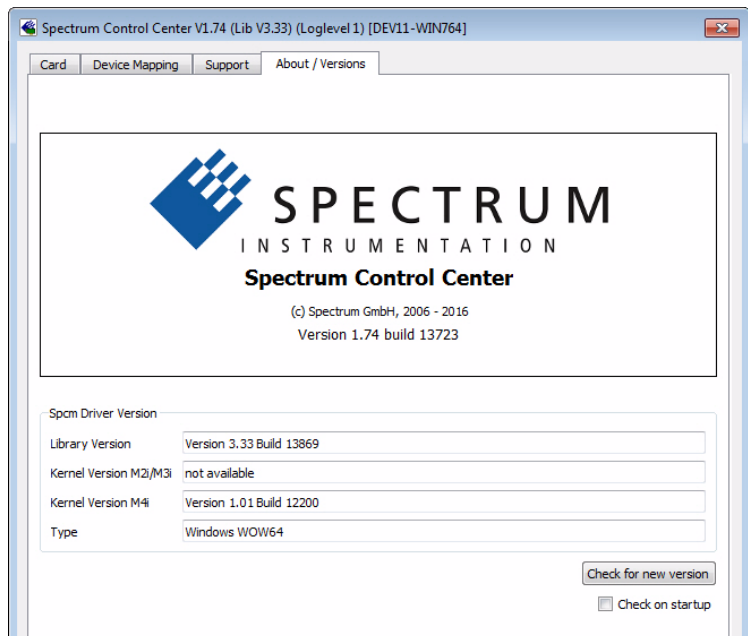 Spectrum Control Center V1.74 (Lib V3.33) (Loglevel 1) [DEV11-WIN764]
Card Device Mapping Support About / Versions
SPECTRUM
INSTRUMENTATION
Spectrum Control Center
(c) Spectrum GmbH, 2006 - 2016
Version 1.74 build 13723
Spcm Driver Version
Library Version Version 3.33 Build 13869
Kernel Version M2i/M3i not available
Kernel Version M4i Version 1.01 Build 12200
Type Windows WOW64
Check for new version
Check on startup